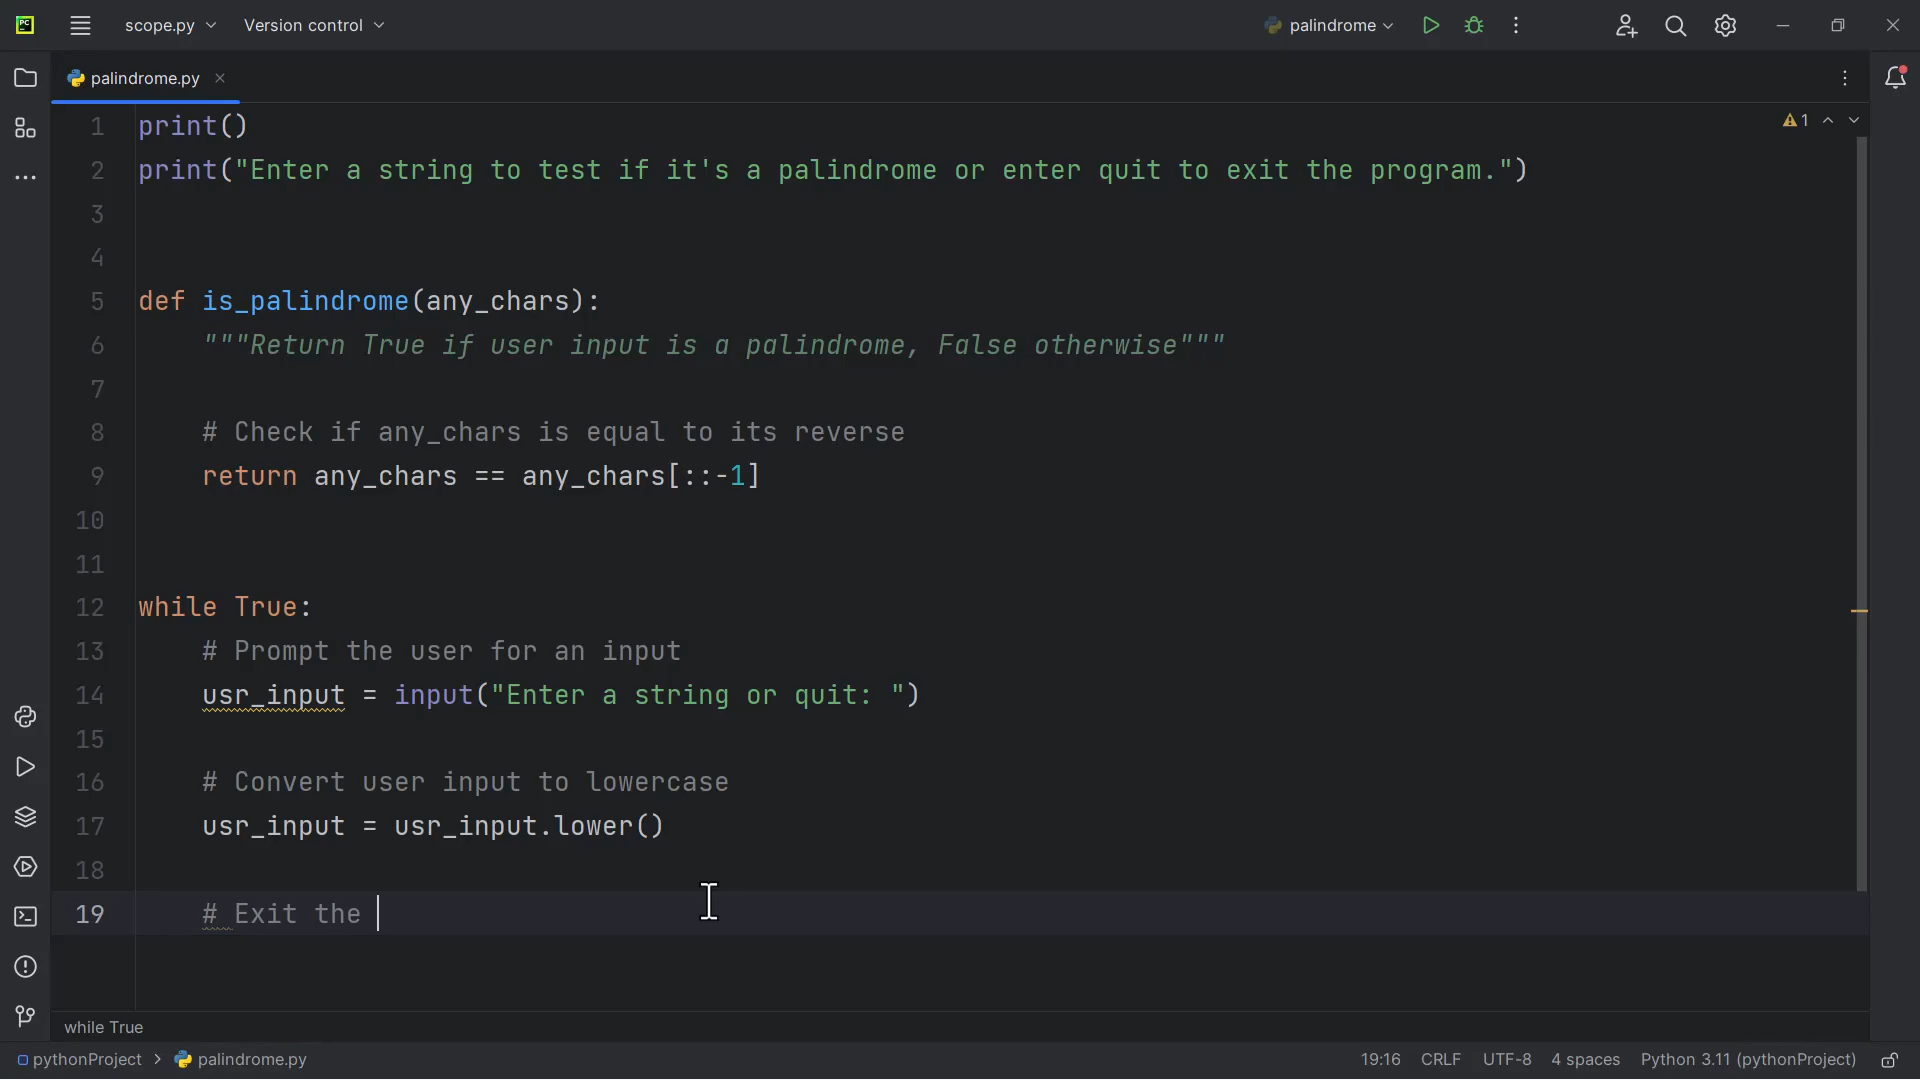 PC
scope.py
Version control
palindrome
palindrome.py
1
1 print()
2 print("Enter a string to test if it's a palindrome or enter quit to exit the program.")
3
4
5 def is_palindrome(any_chars):
6 """Return True if user input is a palindrome, False otherwise"""
7
8 # Check if any_chars is equal to its reverse
9 return any_chars == any_chars[::-1]
10
11
12 while True:
13 # Prompt the user for an input
14 usr_input = input("Enter a string or quit: ")
15
16 # Convert user input to lowercase
17 usr_input = usr_input.lower()
18
19 # Exit the
while True
pythonProject > palindrome.py
19:16 CRLF UTF-8 4 spaces Python 3.11 (pythonProject)